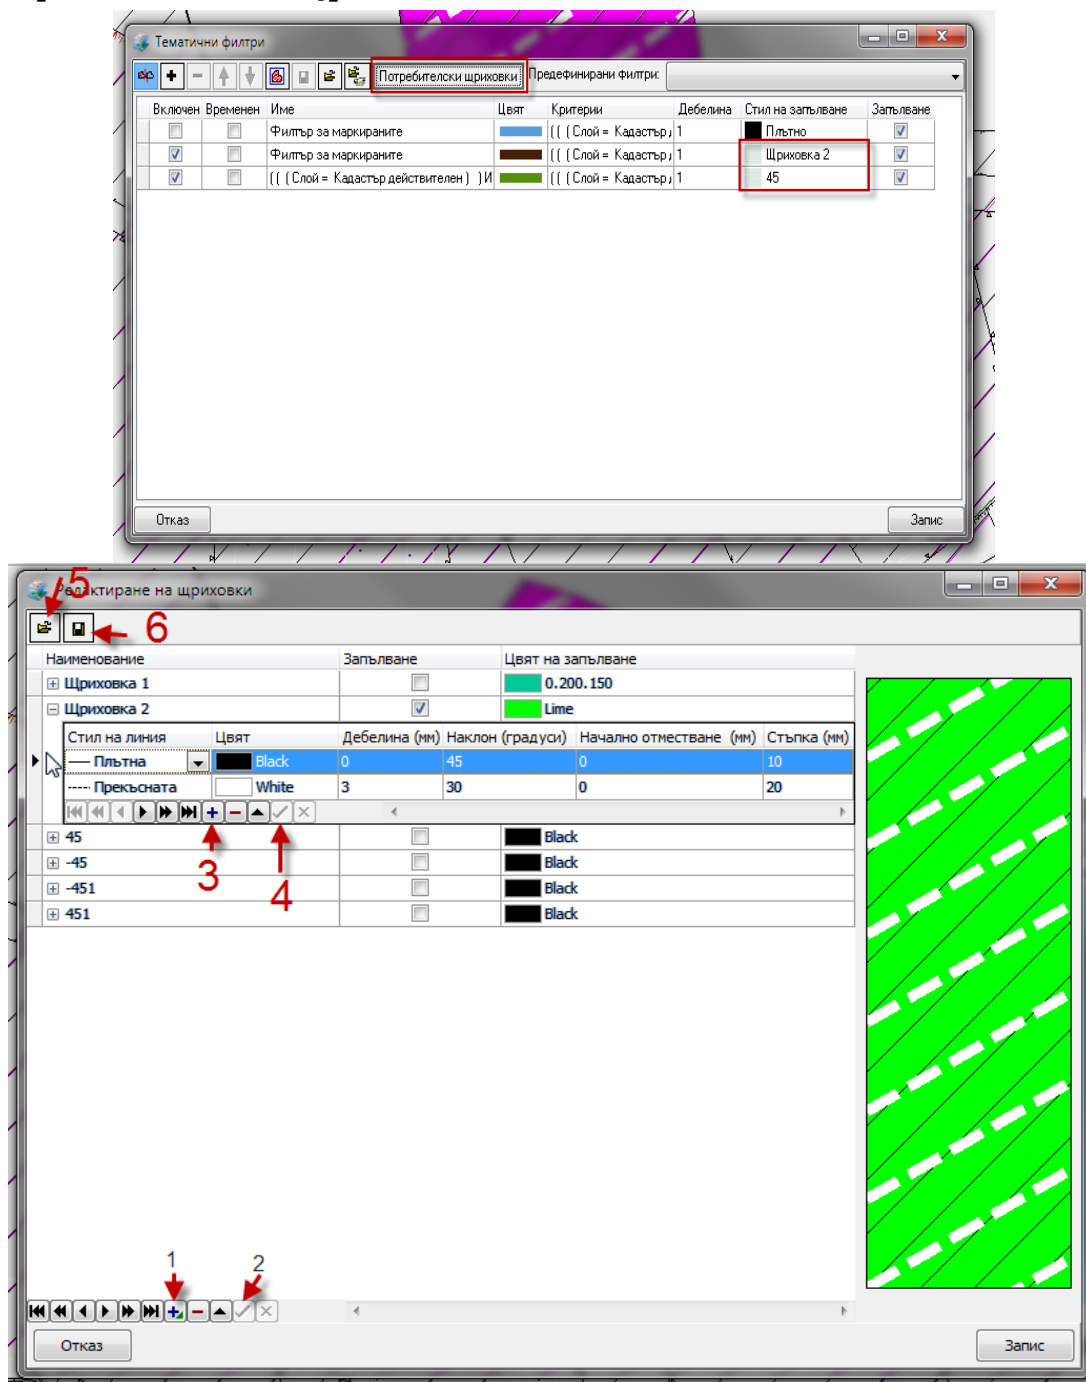 Тематични филтри
Потребителски щриховки Предефинирани филтри:
Включен Временен Име Цвят Критерии Дебелина Стил на запълване Запълване
Филтър за маркираните ((( Слой = Кадастър 1 Плътно
Филтър за маркираните ((( Слой = Кадастър 1 Щриховка 2
((( Слой = Кадастър действителен ) ) И ((( Слой = Кадастър 1 45
Отказ Запис
5
Редактиране на щриховки
6
Наименование Запълване Цвят на запълване
Щриховка 1 0.200.150
Щриховка 2 Lime
Стил на линия Цвят Дебелина (мм) Наклон (градуси) Начално отместване (мм) Стъпка (мм)
Плътна Black 0 45 0 10
Прекъсната White 3 30 0 20
45 Black
-45 Black
3
-451 Black
4
451 Black
1 2
Отказ Запис